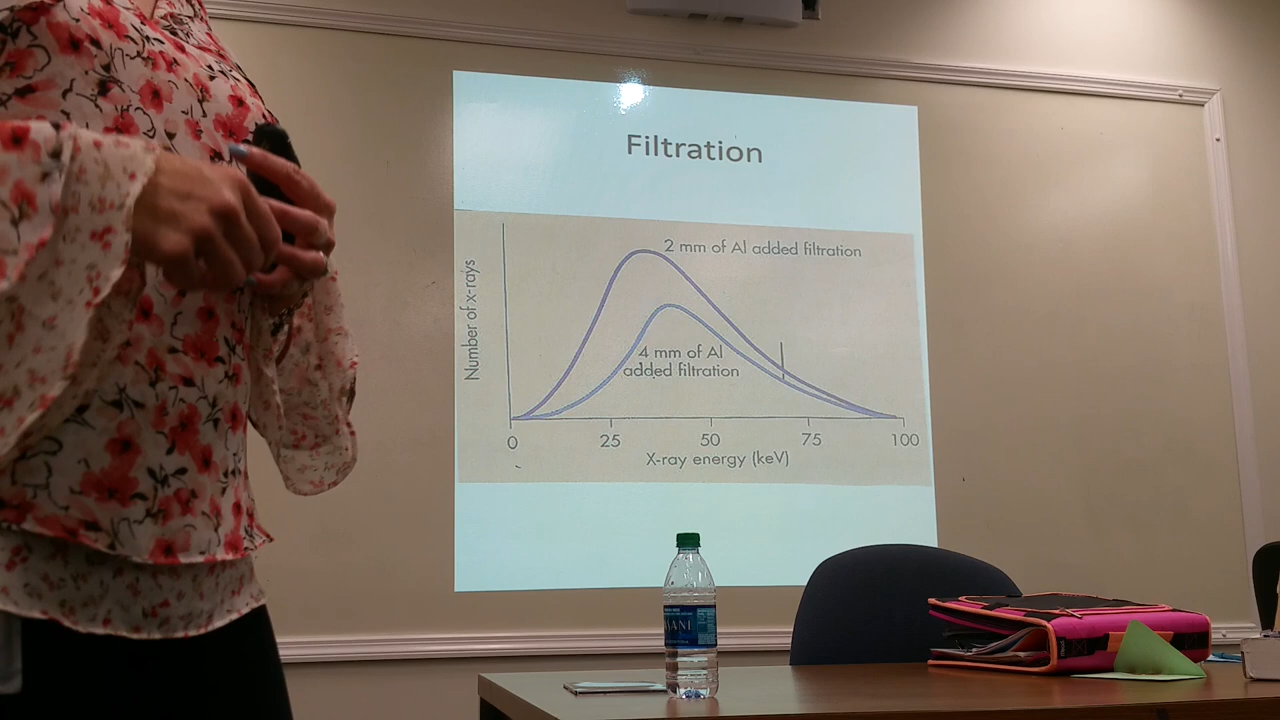 Filtration
2 mm of Al added filtration
Number of x-rays
4 mm of Al
added filtration
0 25 50 75 100
X-ray energy (keV)